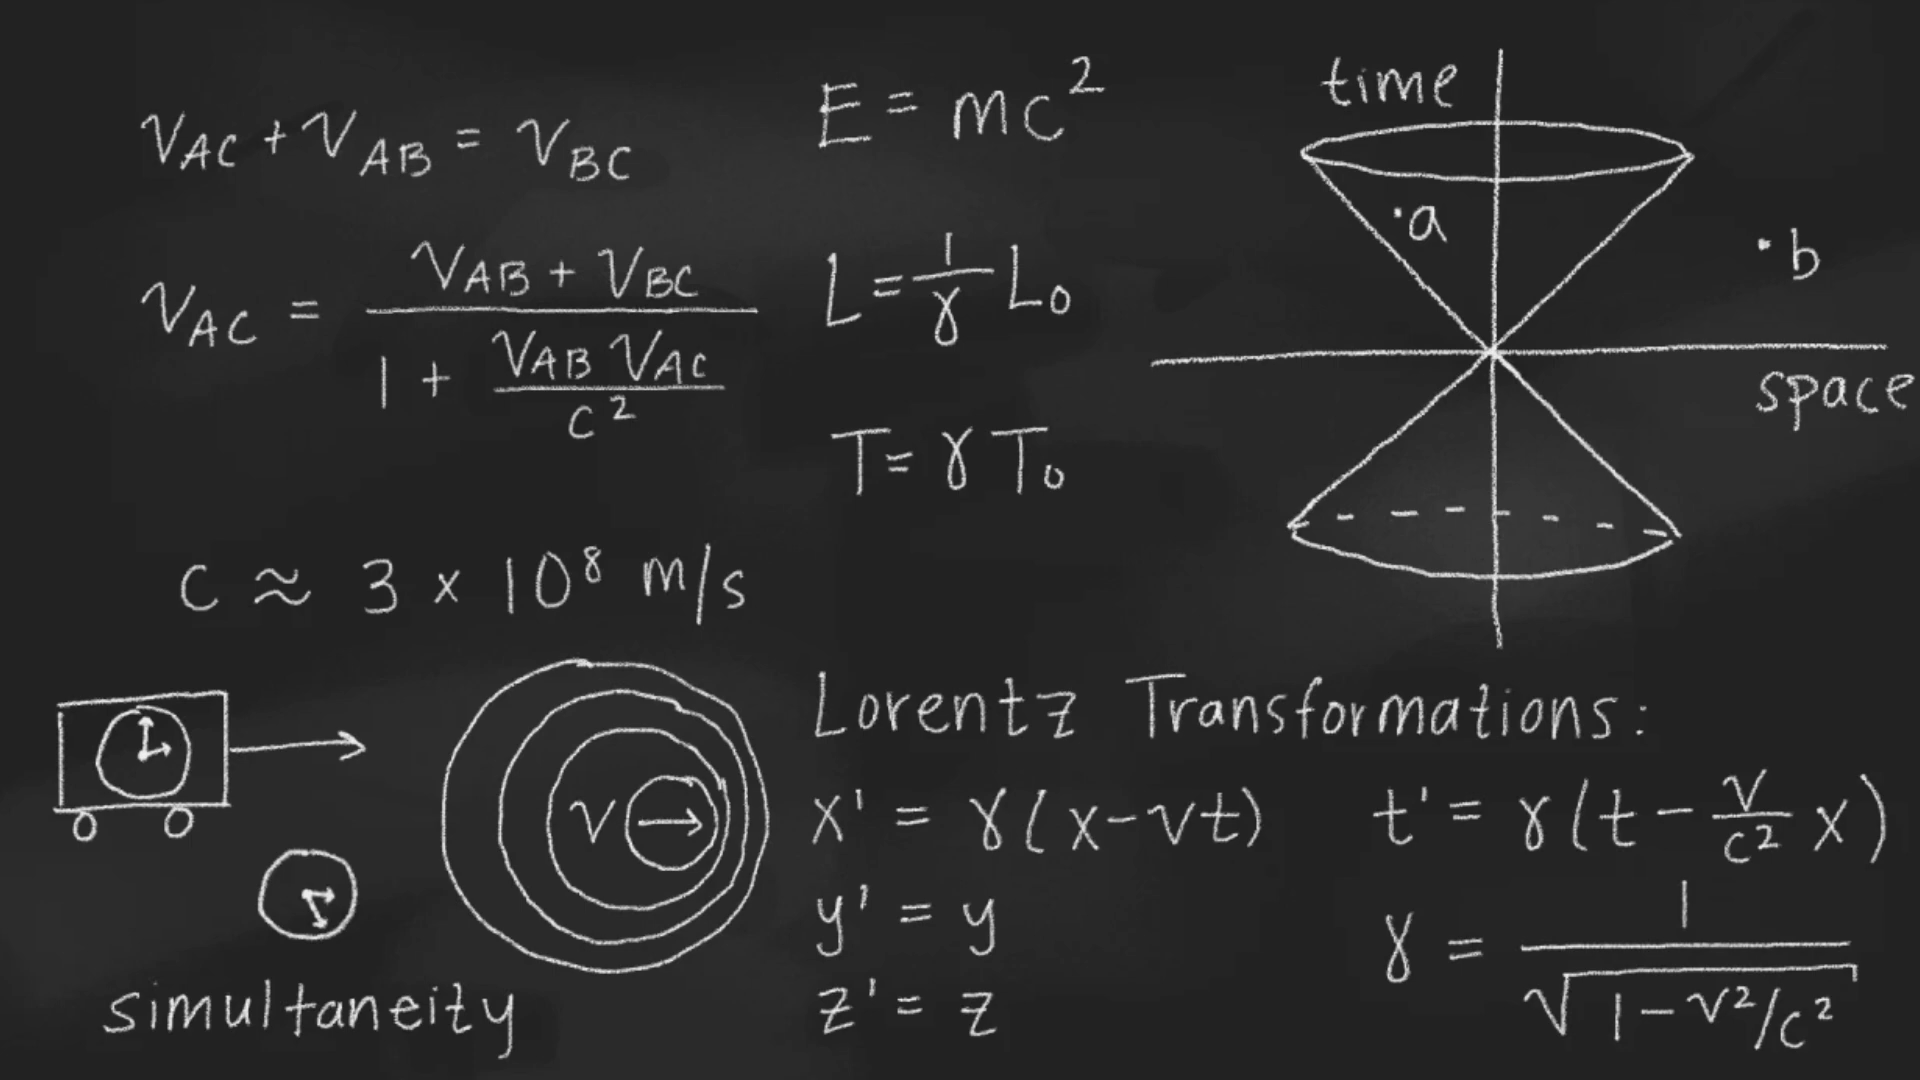 V_AC + V_AB = V_BC
V_AC = (V_AB + V_BC) / (1 + (V_AB V_AC) / c²)
E = mc²
L = 1/γ L₀
T = γ T₀
time
a
b
space
c ≈ 3 x 10⁸ m/s
v
simultaneity
Lorentz Transformations:
x' = γ(x-vt)
t' = γ(t - v/c² x)
y' = y
γ = 1 / √(1 - v²/c²)
z' = z